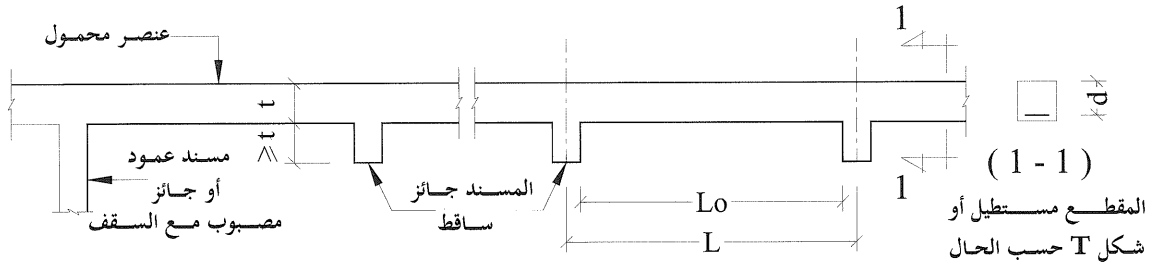 عنصر محمول
1
t
≥ t
d
مسند عمود
أو جائز
مصبوب مع السقف
المسند جائز
ساقط
Lo
L
1
(1 - 1)
المقطع مستطيل أو
شكل T حسب الحال